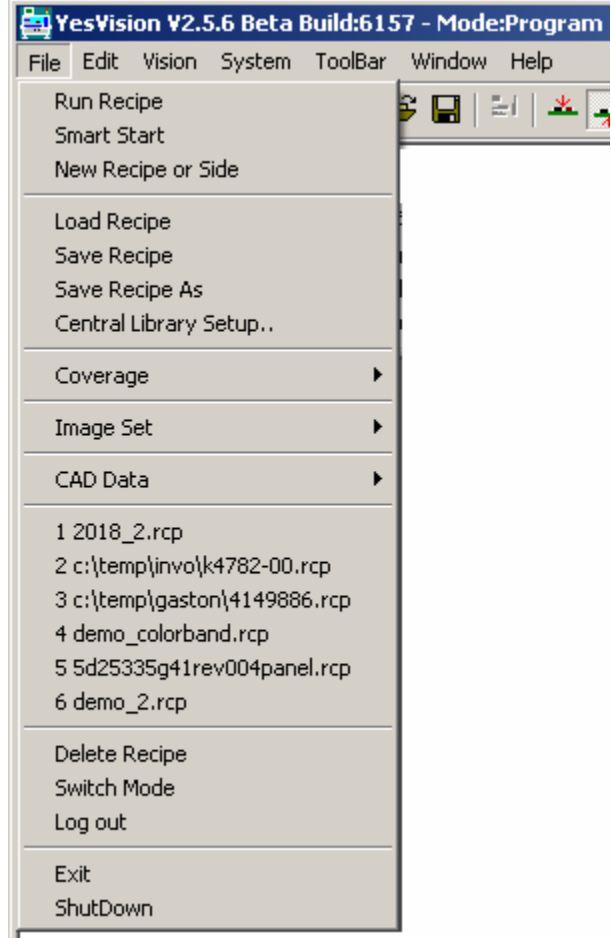 YesVision V2.5.6 Beta Build:6157 - Mode:Program
File Edit Vision System ToolBar Window Help
Run Recipe
Smart Start
New Recipe or Side
Load Recipe
Save Recipe
Save Recipe As
Central Library Setup..
Coverage
Image Set
CAD Data
1 2018_2.rcp
2 c:\temp\invo\k4782-00.rcp
3 c:\temp\gaston\4149886.rcp
4 demo_colorband.rcp
5 5d25335g41rev004panel.rcp
6 demo_2.rcp
Delete Recipe
Switch Mode
Log out
Exit
ShutDown